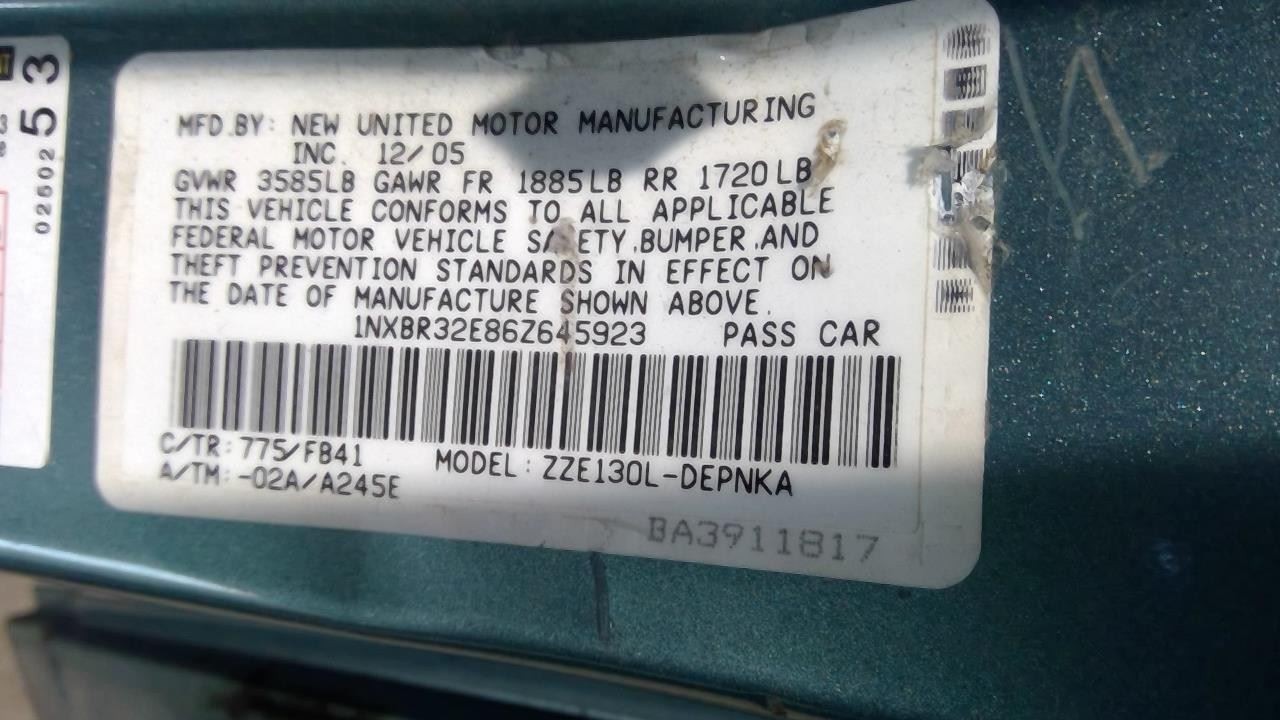 MFD.BY: NEW UNITED MOTOR MANUFACTURING
INC. 12/05
GVWR 3585LB GAWR FR 1885LB RR 1720LB
THIS VEHICLE CONFORMS TO ALL APPLICABLE
FEDERAL MOTOR VEHICLE SAFETY,BUMPER,AND
THEFT PREVENTION STANDARDS IN EFFECT ON
THE DATE OF MANUFACTURE SHOWN ABOVE.
1NXBR32E86Z645923 PASS CAR
C/TR: 775/FB41
A/TM: -02A/A245E
MODEL: ZZE130L-DEPNKA
BA3911817
02602 53